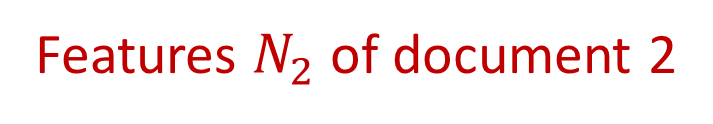 Features N₂ of document 2